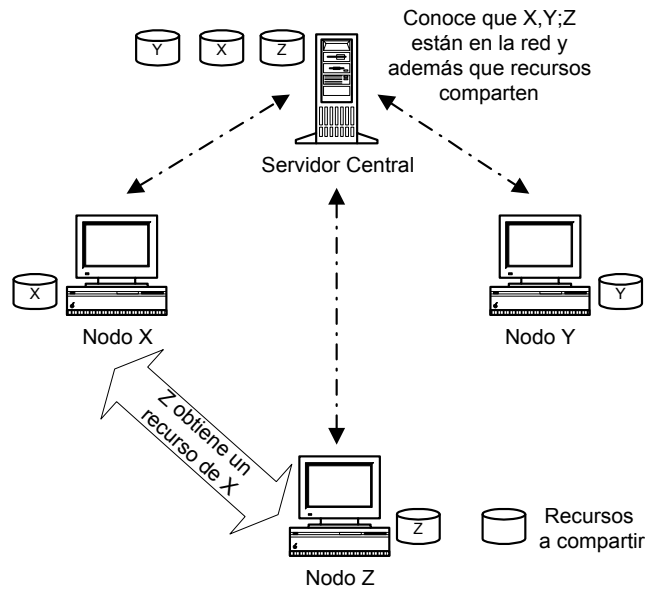 Conoce que X,Y;Z
están en la red y
además que recursos
comparten
Y
X
Z
Servidor Central
X
Nodo X
Y
Nodo Y
Z obtiene un
recurso de X
Z
Nodo Z
Recursos
a compartir